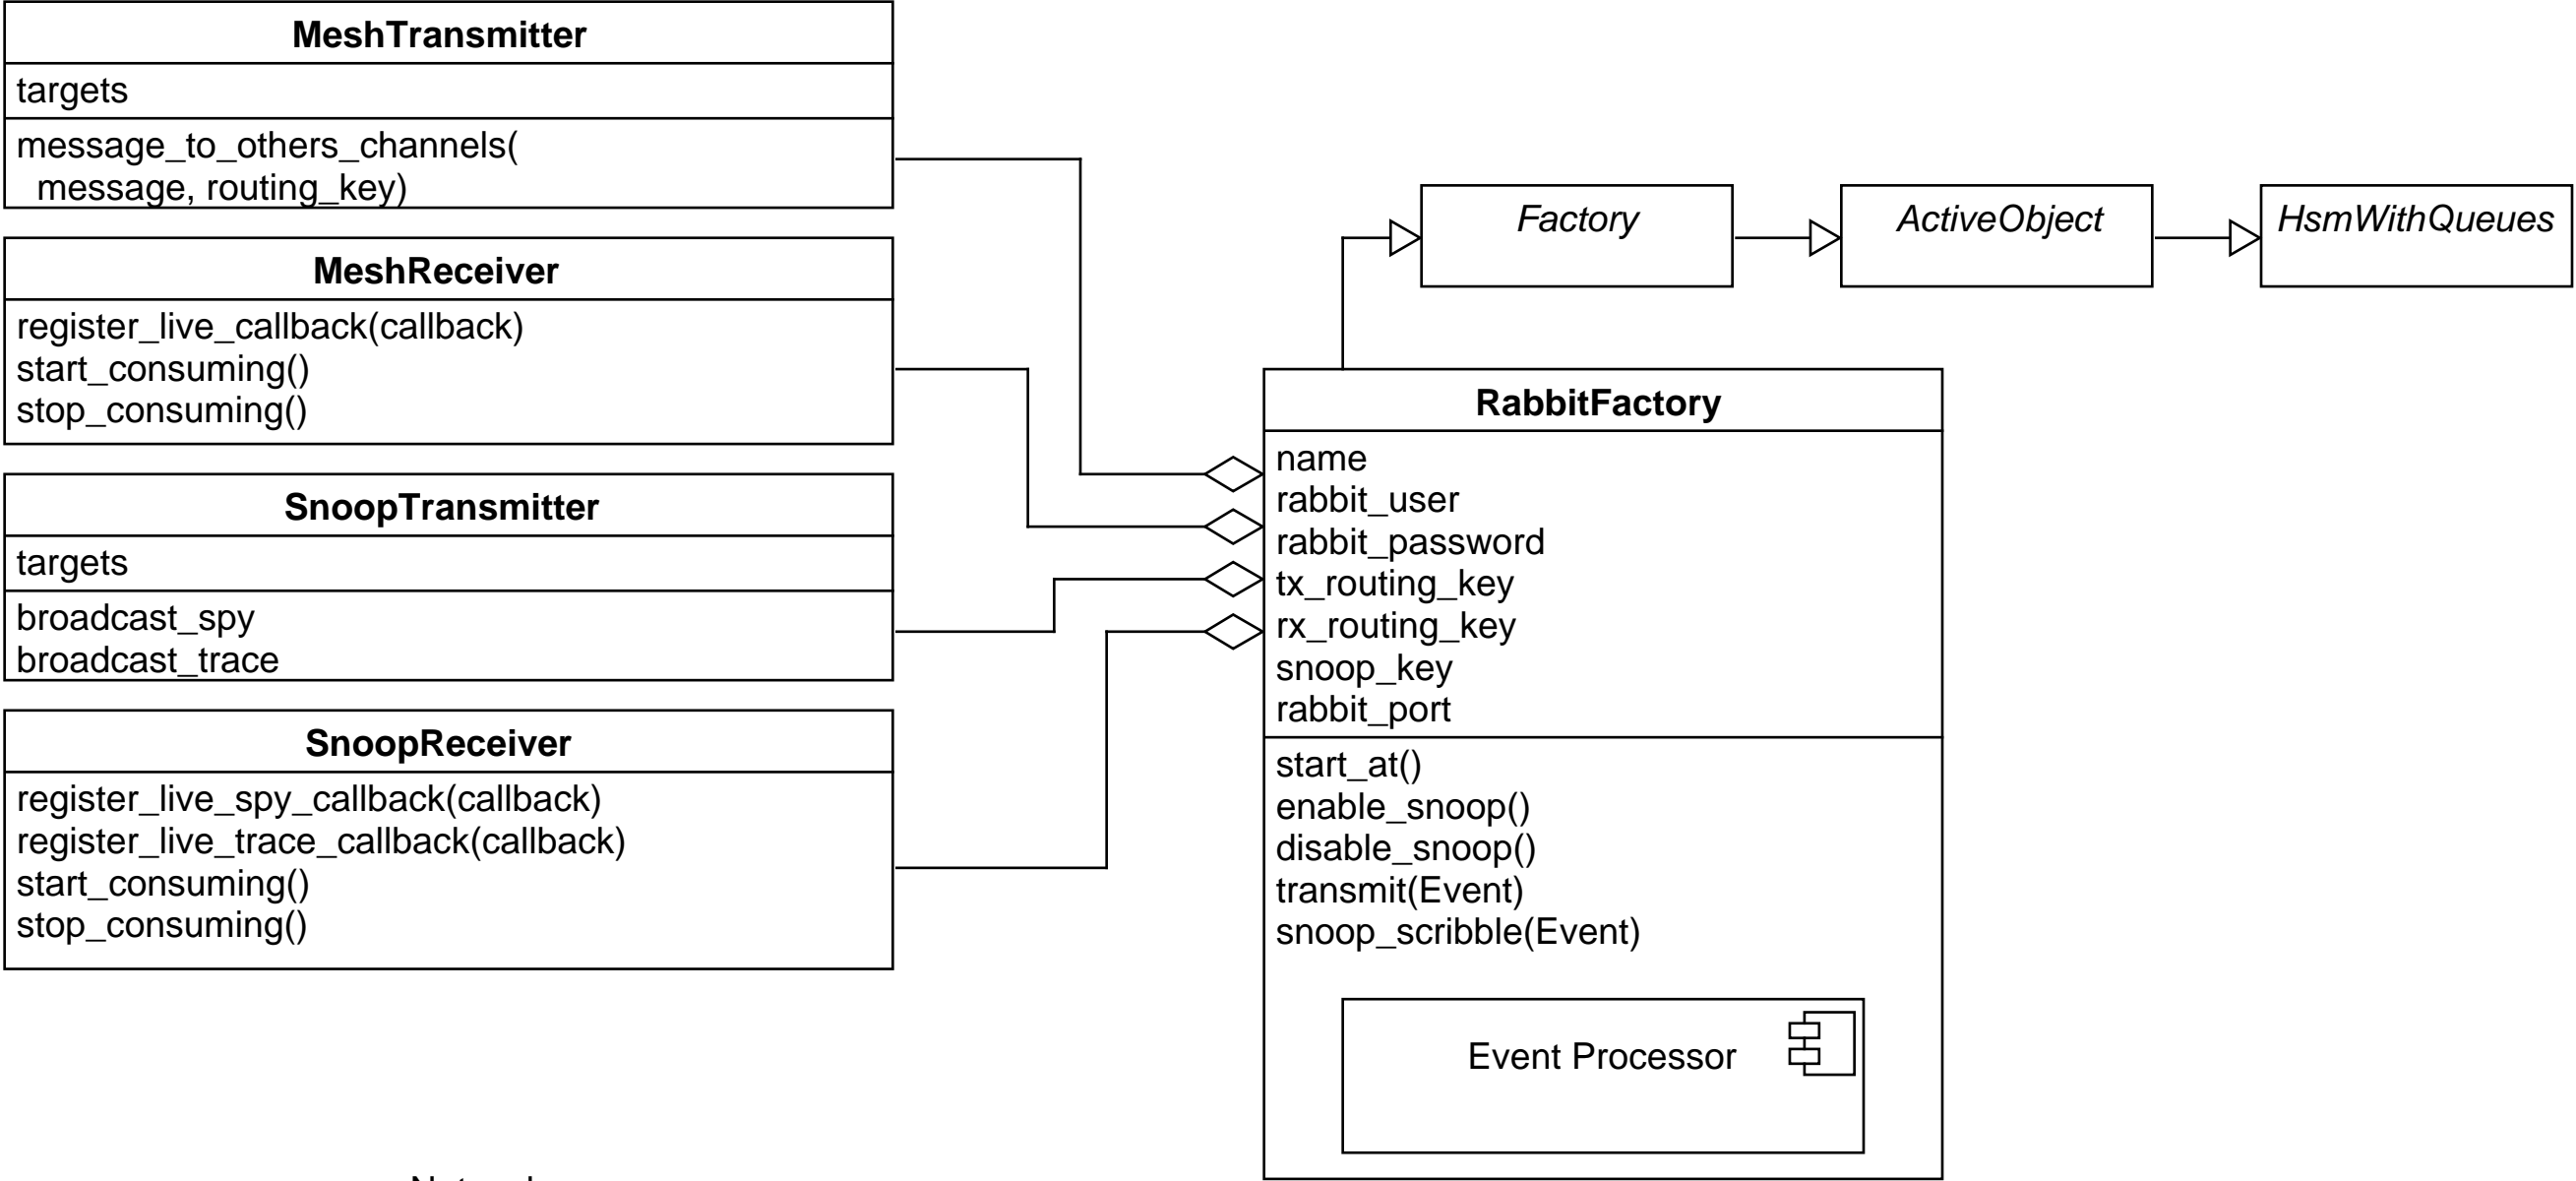 MeshTransmitter
targets
message_to_others_channels(
message, routing_key)
MeshReceiver
register_live_callback(callback)
start_consuming()
stop_consuming()
SnoopTransmitter
targets
broadcast_spy
broadcast_trace
SnoopReceiver
register_live_spy_callback(callback)
register_live_trace_callback(callback)
start_consuming()
stop_consuming()
Factory
ActiveObject
HsmWithQueues
RabbitFactory
name
rabbit_user
rabbit_password
tx_routing_key
rx_routing_key
snoop_key
rabbit_port
start_at()
enable_snoop()
disable_snoop()
transmit(Event)
snoop_scribble(Event)
Event Processor